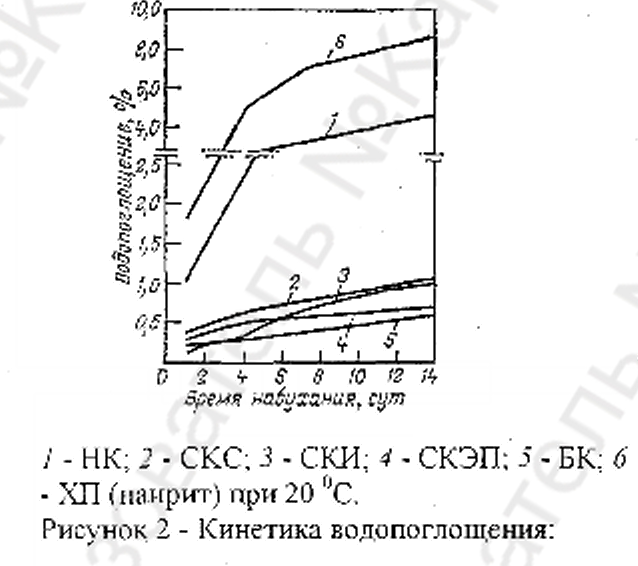 10,0
8,0
6,0
4,0
2,5
2,0
1,5
1,0
0,5
Водопоглощение, %
6
1
2
3
4
5
0 2 4 6 8 10 12 14
Время набухания, сут
1 - НК; 2 - СКС; 3 - СКИ; 4 - СКЭП; 5 - БК; 6
- ХП (наирит) при 20 ⁰С.
Рисунок 2 - Кинетика водопоглощения: